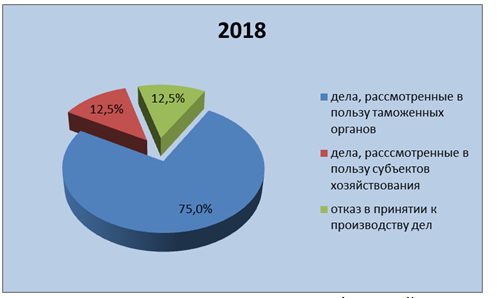 2018
12,5%
12,5%
75,0%
дела, рассмотренные в
пользу таможенных
органов
дела, расссмотренные в
пользу субъектов
хозяйствования
отказ в принятии к
производству дел